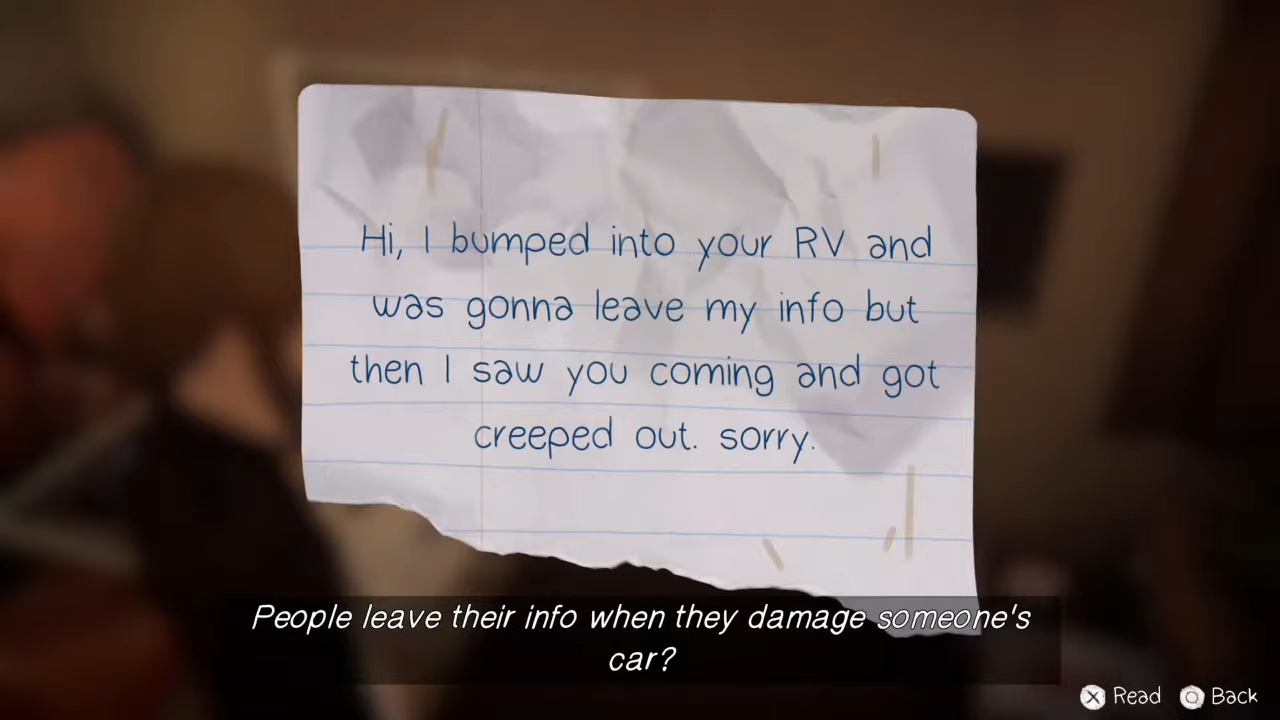 Hi, I bumped into your RV and
was gonna leave my info but
then I saw you coming and got
creeped out. sorry.
People leave their info when they damage someone's
car?
Read Back